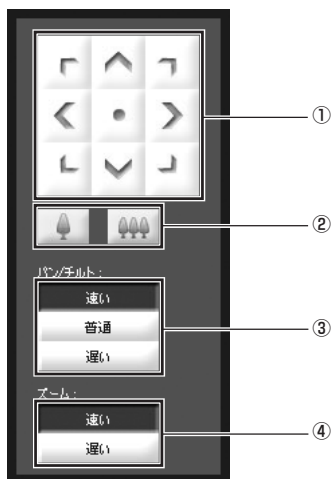 ①
②
パン/チルト：
速い
普通
遅い
③
ズーム：
速い
遅い
④